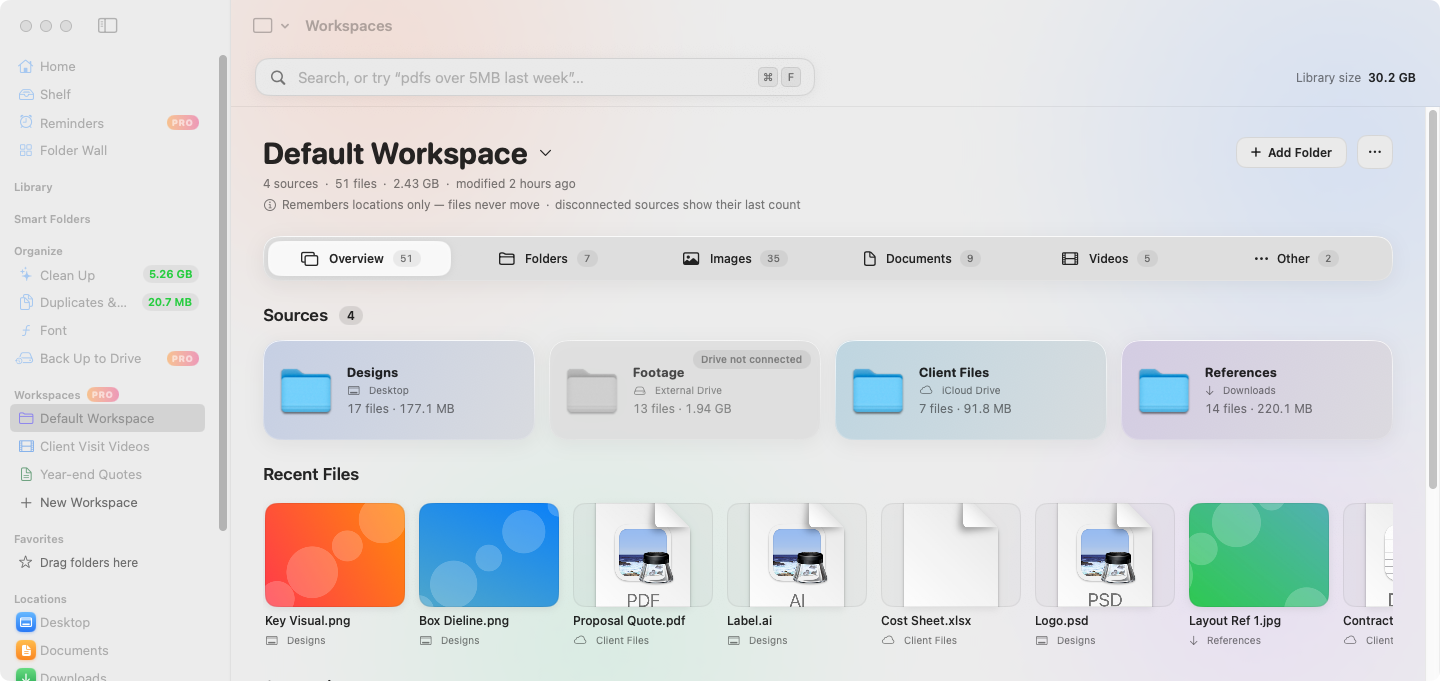 Workspaces
Search, or try “pdfs over 5MB last week”...
⌘ F
Library size 30.2 GB
Home
Shelf
Reminders PRO
Folder Wall
Library
Smart Folders
Organize
Clean Up 5.26 GB
Duplicates &... 20.7 MB
Font
Back Up to Drive PRO
Workspaces PRO
Default Workspace
Client Visit Videos
Year-end Quotes
New Workspace
Favorites
Drag folders here
Locations
Desktop
Documents
Downloads
Default Workspace
Add Folder
4 sources · 51 files · 2.43 GB · modified 2 hours ago
Remembers locations only — files never move · disconnected sources show their last count
Overview 51
Folders 7
Images 35
Documents 9
Videos 5
Other 2
Sources 4
Designs
Desktop
17 files · 177.1 MB
Drive not connected
Footage
External Drive
13 files · 1.94 GB
Client Files
iCloud Drive
7 files · 91.8 MB
References
Downloads
14 files · 220.1 MB
Recent Files
Key Visual.png
Designs
Box Dieline.png
Designs
PDF
Proposal Quote.pdf
Client Files
AI
Label.ai
Designs
Cost Sheet.xlsx
Client Files
PSD
Logo.psd
Designs
Layout Ref 1.jpg
References
Contract
Client